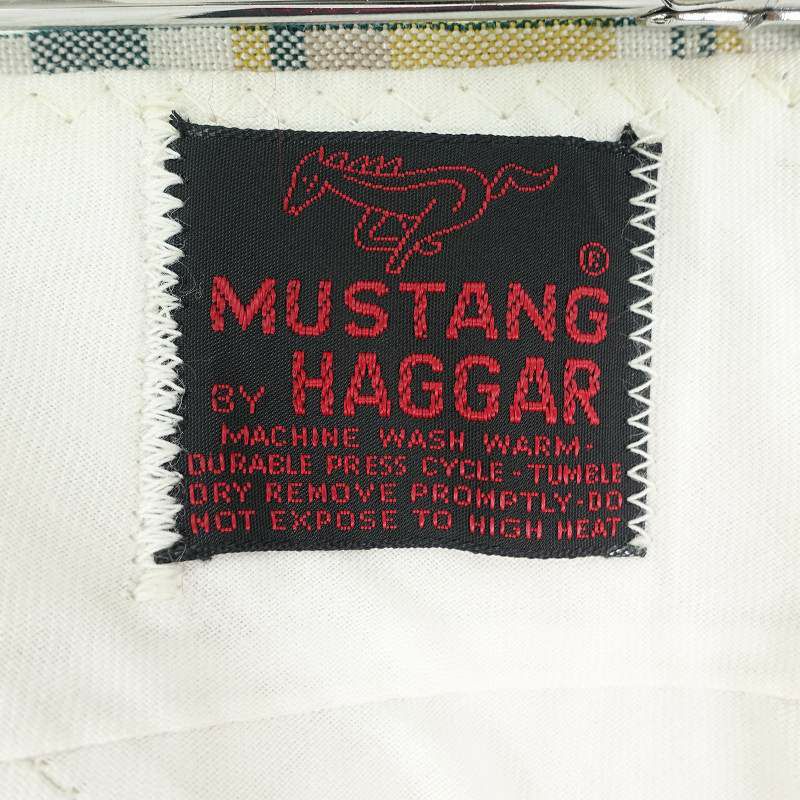 ®
MUSTANG
BY HAGGAR
MACHINE WASH WARM-
DURABLE PRESS CYCLE-TUMBLE
DRY REMOVE PROMPTLY-DO
NOT EXPOSE TO HIGH HEAT